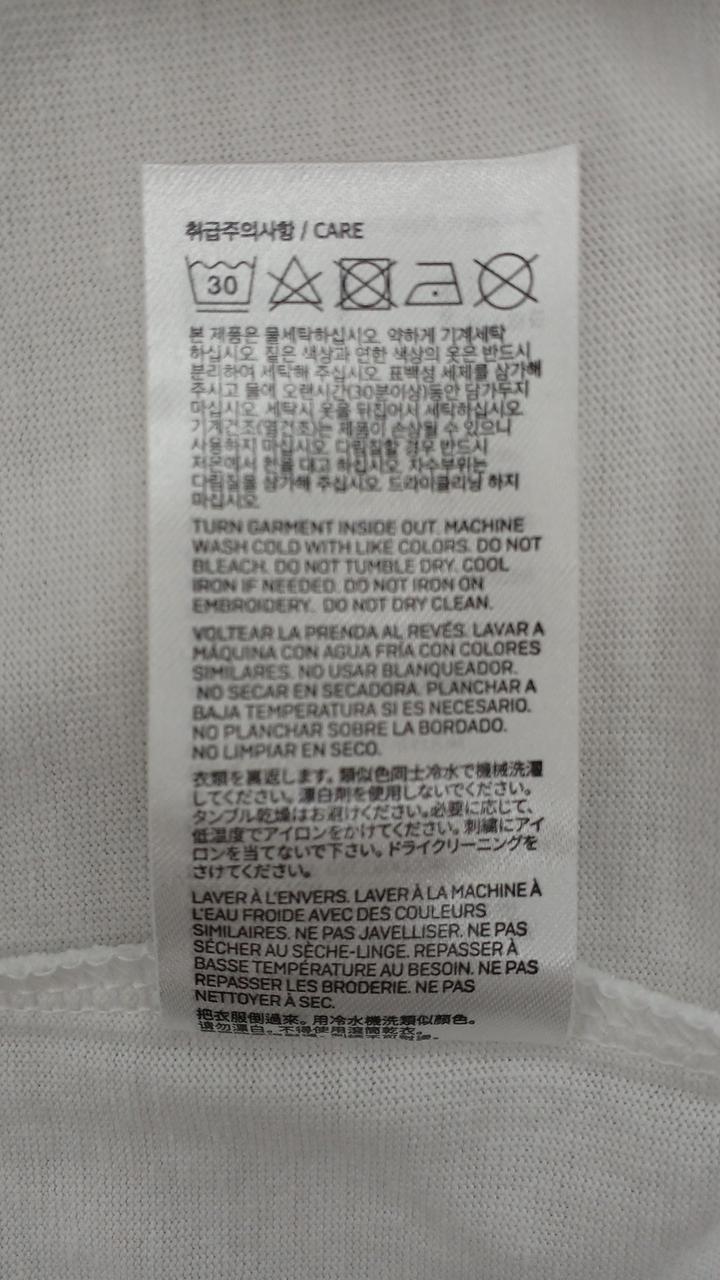 취급주의사항 / CARE
30
본 제품은 물세탁하십시오. 약하게 기계세탁
하십시오. 짙은 색상과 연한 색상의 옷은 반드시
분리하여 세탁해 주십시오. 표백성 세제를 삼가해
주시고 물에 오랜시간(30분이상)동안 담가두지
마십시오. 세탁시 옷을 뒤집어서 세탁하십시오.
기계건조(열건조)는 제품이 손상될 수 있으니
사용하지 마십시오. 다림질할 경우 반드시
저온에서 천을 대고 하십시오. 자수부위는
다림질을 삼가해 주십시오. 드라이클리닝 하지
마십시오.
TURN GARMENT INSIDE OUT. MACHINE
WASH COLD WITH LIKE COLORS. DO NOT
BLEACH. DO NOT TUMBLE DRY. COOL
IRON IF NEEDED. DO NOT IRON ON
EMBROIDERY. DO NOT DRY CLEAN.
VOLTEAR LA PRENDA AL REVÉS. LAVAR A
MÁQUINA CON AGUA FRÍA CON COLORES
SIMILARES. NO USAR BLANQUEADOR.
NO SECAR EN SECADORA. PLANCHAR A
BAJA TEMPERATURA SI ES NECESARIO.
NO PLANCHAR SOBRE LA BORDADO.
NO LIMPIAR EN SECO.
衣類を裏返します。類似色同士冷水で機械洗濯
してください。漂白剤を使用しないでください。
タンブル乾燥はお避けください。必要に応じて、
低温度でアイロンをかけてください。刺繍にアイ
ロンを当てないで下さい。ドライクリーニングを
さけてください。
LAVER À L'ENVERS. LAVER À LA MACHINE À
L'EAU FROIDE AVEC DES COULEURS
SIMILAIRES. NE PAS JAVELLISER. NE PAS
SÉCHER AU SÈCHE-LINGE. REPASSER À
BASSE TEMPÉRATURE AU BESOIN. NE PAS
REPASSER LES BRODERIE. NE PAS
NETTOYER À SEC.
把衣服倒過來。用冷水機洗類似顏色。
請勿漂白。不得使用滾筒乾衣。